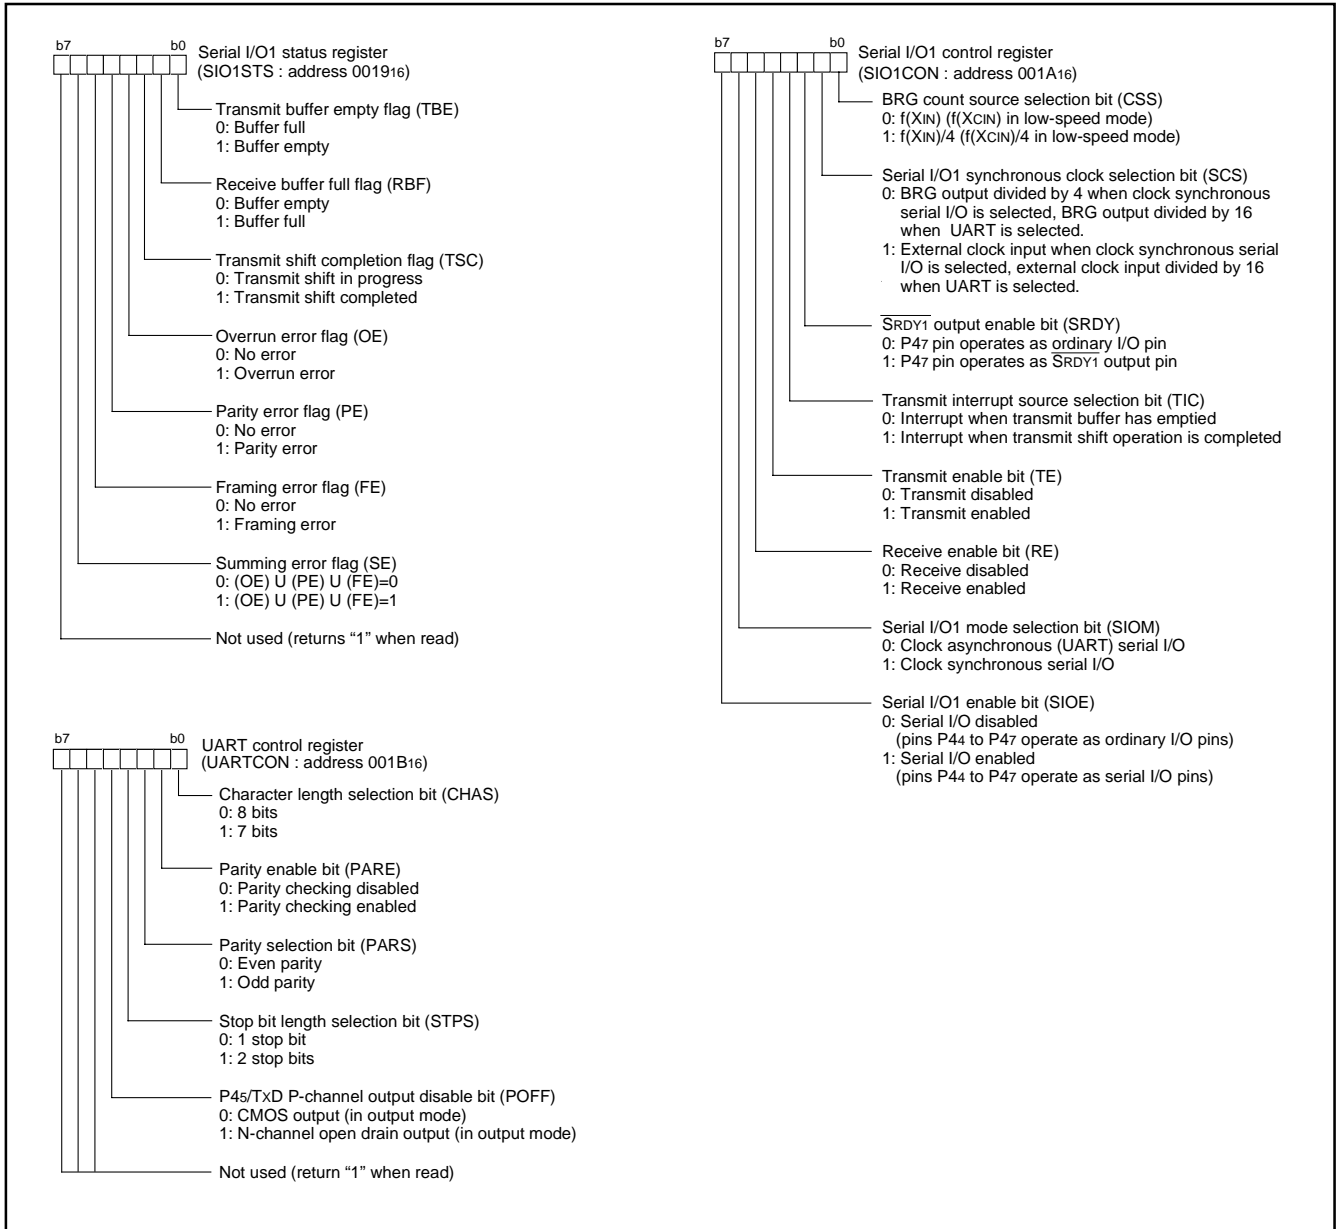 b7 b0 Serial I/O1 status register
(SIO1STS : address 001916)
Transmit buffer empty flag (TBE)
0: Buffer full
1: Buffer empty
Receive buffer full flag (RBF)
0: Buffer empty
1: Buffer full
Transmit shift completion flag (TSC)
0: Transmit shift in progress
1: Transmit shift completed
Overrun error flag (OE)
0: No error
1: Overrun error
Parity error flag (PE)
0: No error
1: Parity error
Framing error flag (FE)
0: No error
1: Framing error
Summing error flag (SE)
0: (OE) U (PE) U (FE)=0
1: (OE) U (PE) U (FE)=1
Not used (returns “1” when read)
b7 b0 UART control register
(UARTCON : address 001B16)
Character length selection bit (CHAS)
0: 8 bits
1: 7 bits
Parity enable bit (PARE)
0: Parity checking disabled
1: Parity checking enabled
Parity selection bit (PARS)
0: Even parity
1: Odd parity
Stop bit length selection bit (STPS)
0: 1 stop bit
1: 2 stop bits
P45/TXD P-channel output disable bit (POFF)
0: CMOS output (in output mode)
1: N-channel open drain output (in output mode)
Not used (return “1” when read)
b7 b0 Serial I/O1 control register
(SIO1CON : address 001A16)
BRG count source selection bit (CSS)
0: f(XIN) (f(XCIN) in low-speed mode)
1: f(XIN)/4 (f(XCIN)/4 in low-speed mode)
Serial I/O1 synchronous clock selection bit (SCS)
0: BRG output divided by 4 when clock synchronous
serial I/O is selected, BRG output divided by 16
when UART is selected.
1: External clock input when clock synchronous serial
I/O is selected, external clock input divided by 16
when UART is selected.
SRDY1 output enable bit (SRDY)
0: P47 pin operates as ordinary I/O pin
1: P47 pin operates as SRDY1 output pin
Transmit interrupt source selection bit (TIC)
0: Interrupt when transmit buffer has emptied
1: Interrupt when transmit shift operation is completed
Transmit enable bit (TE)
0: Transmit disabled
1: Transmit enabled
Receive enable bit (RE)
0: Receive disabled
1: Receive enabled
Serial I/O1 mode selection bit (SIOM)
0: Clock asynchronous (UART) serial I/O
1: Clock synchronous serial I/O
Serial I/O1 enable bit (SIOE)
0: Serial I/O disabled
(pins P44 to P47 operate as ordinary I/O pins)
1: Serial I/O enabled
(pins P44 to P47 operate as serial I/O pins)